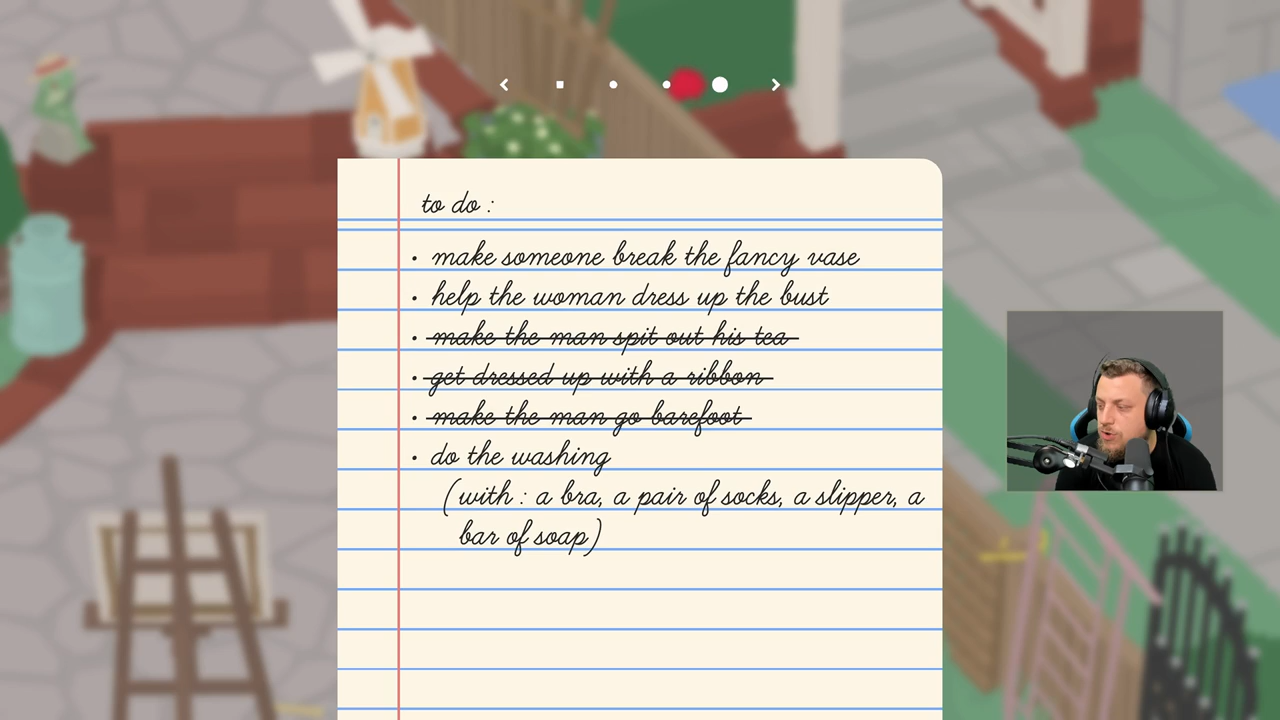 to do :
• make someone break the fancy vase
• help the woman dress up the bust
• make the man spit out his tea
• get dressed up with a ribbon
• make the man go barefoot
• do the washing
(with : a bra, a pair of socks, a slipper, a
bar of soap)